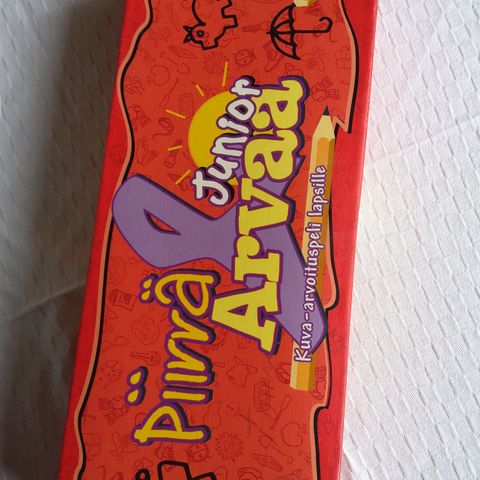 Piirrä
& Junior
Arvaa
Kuva-arvoituspeli lapsille